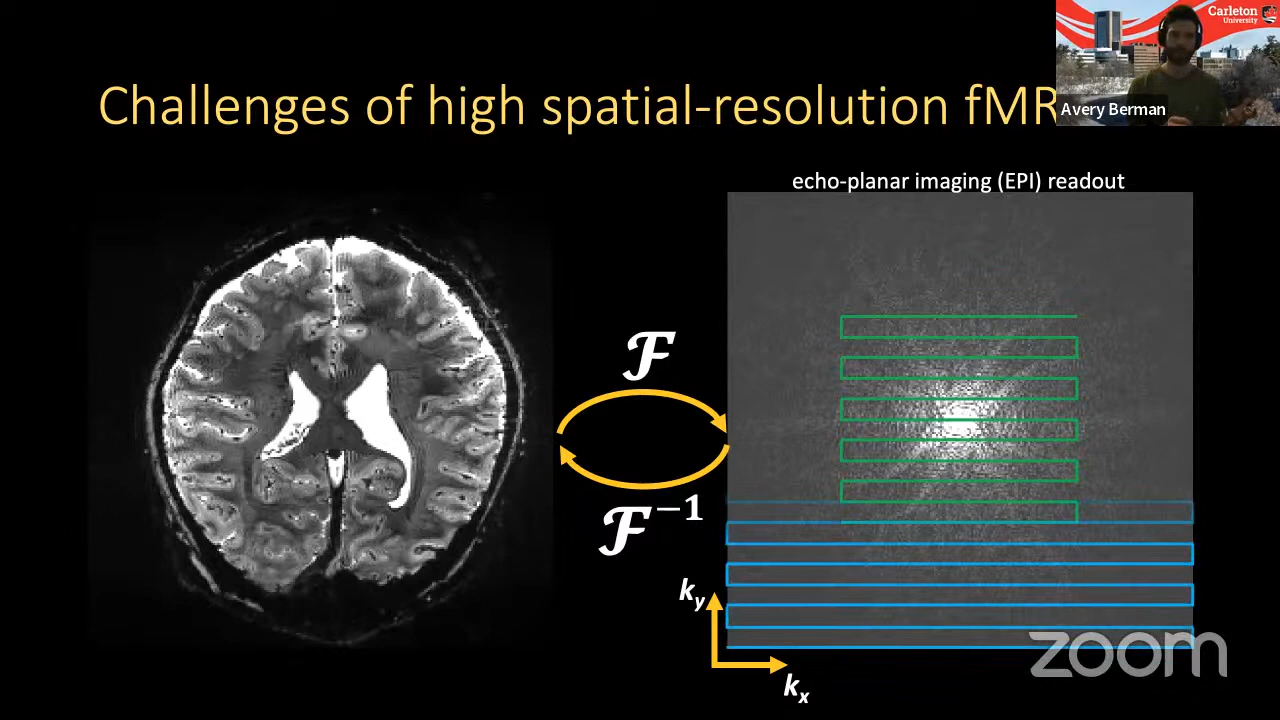 Carleton
University
Avery Berman
Challenges of high spatial-resolution fMR
echo-planar imaging (EPI) readout
ℱ
ℱ⁻¹
k_y
k_x
zoom